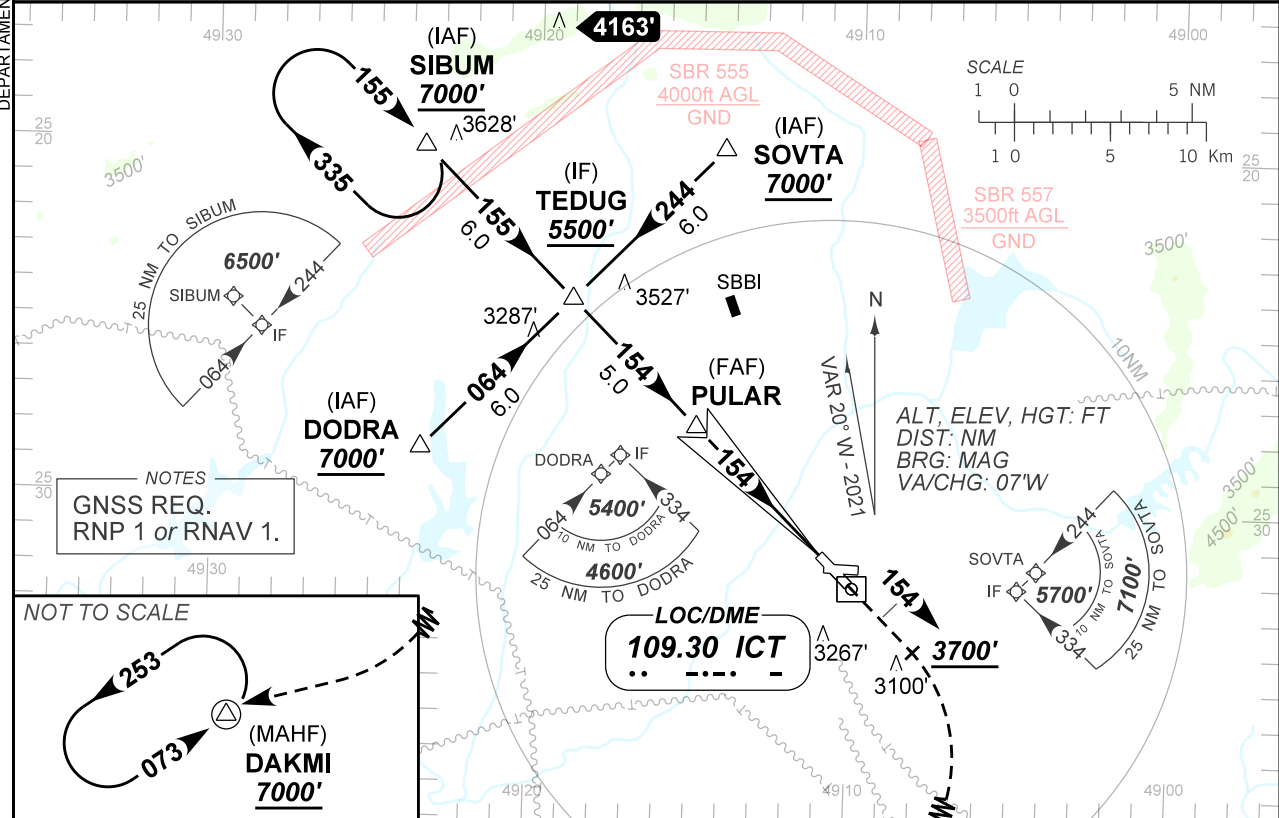 DEPARTAMEN
49 30
49 20
49 10
49 00
4163'
(IAF)
SIBUM
7000'
155
335
3628'
SBR 555
4000ft AGL
GND
SCALE
1 0 5 NM
1 0 5 10 Km
25
20
3500'
(IAF)
SOVTA
7000'
25
20
(IF)
TEDUG
5500'
244
6.0
155
6.0
SBR 557
3500ft AGL
GND
3500'
25 NM TO SIBUM
6500'
244
SIBUM
IF
064
3527'
SBBI
3287'
N
VAR 20° W - 2021
10NM
064
6.0
154
5.0
(FAF)
PULAR
(IAF)
DODRA
7000'
ALT, ELEV, HGT: FT
DIST: NM
BRG: MAG
VA/CHG: 07'W
154
DODRA
IF
5400'
064
334
10 NM TO DODRA
4600'
25 NM TO DODRA
3500'
4500'
25
30
25
30
NOTES
GNSS REQ.
RNP 1 or RNAV 1.
49 30
244
SOVTA
IF
5700'
10 NM TO SOVTA
7100'
25 NM TO SOVTA
334
154
LOC/DME
109.30 ICT
.. -.-. -
3267'
3100'
3700'
NOT TO SCALE
253
073
(MAHF)
DAKMI
7000'
49 20
49 10
49 00